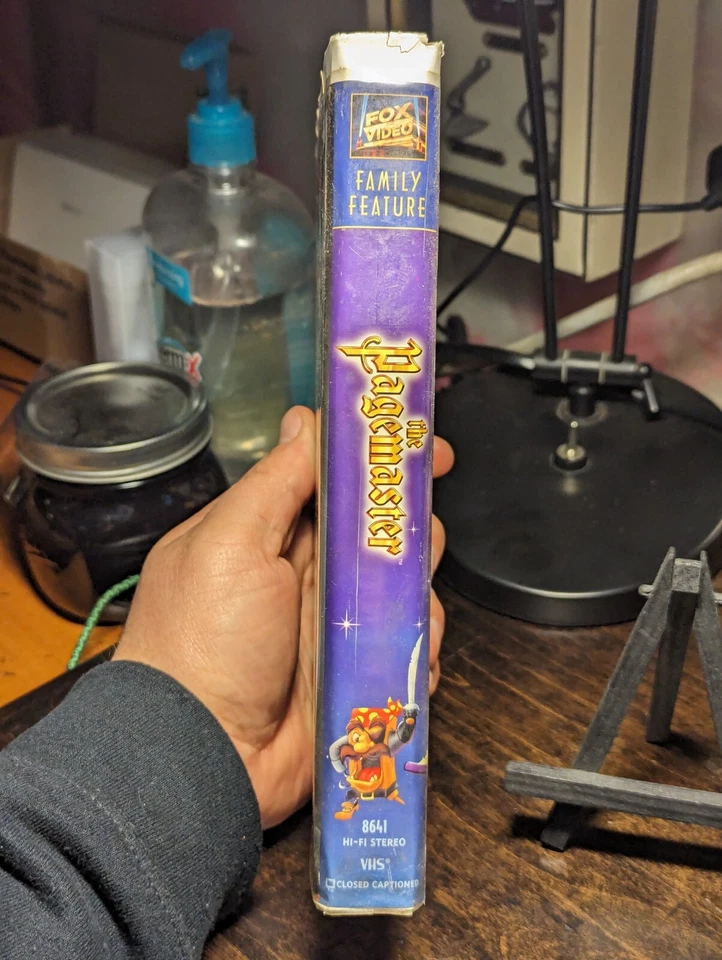 FOX
VIDEO
FAMILY
FEATURE
the
Pagemaster
8641
HI-FI STEREO
VHS
CLOSED CAPTIONED